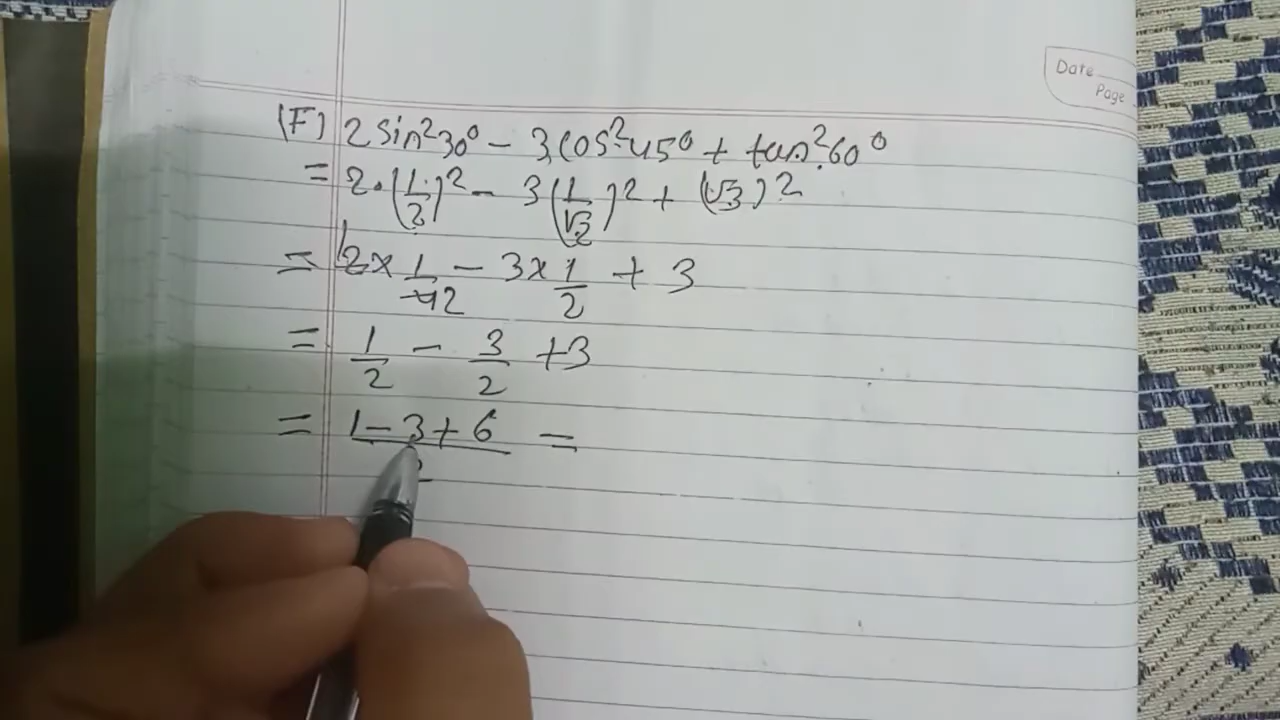 Date
Page
(F) 2 sin²30° - 3 cos²45° + tan²60°
= 2·(1/2)² - 3(1/√2)² + (√3)²
= 2× 1/4 2 - 3× 1/2 + 3
= 1/2 - 3/2 + 3
= 1-3+6/2 =